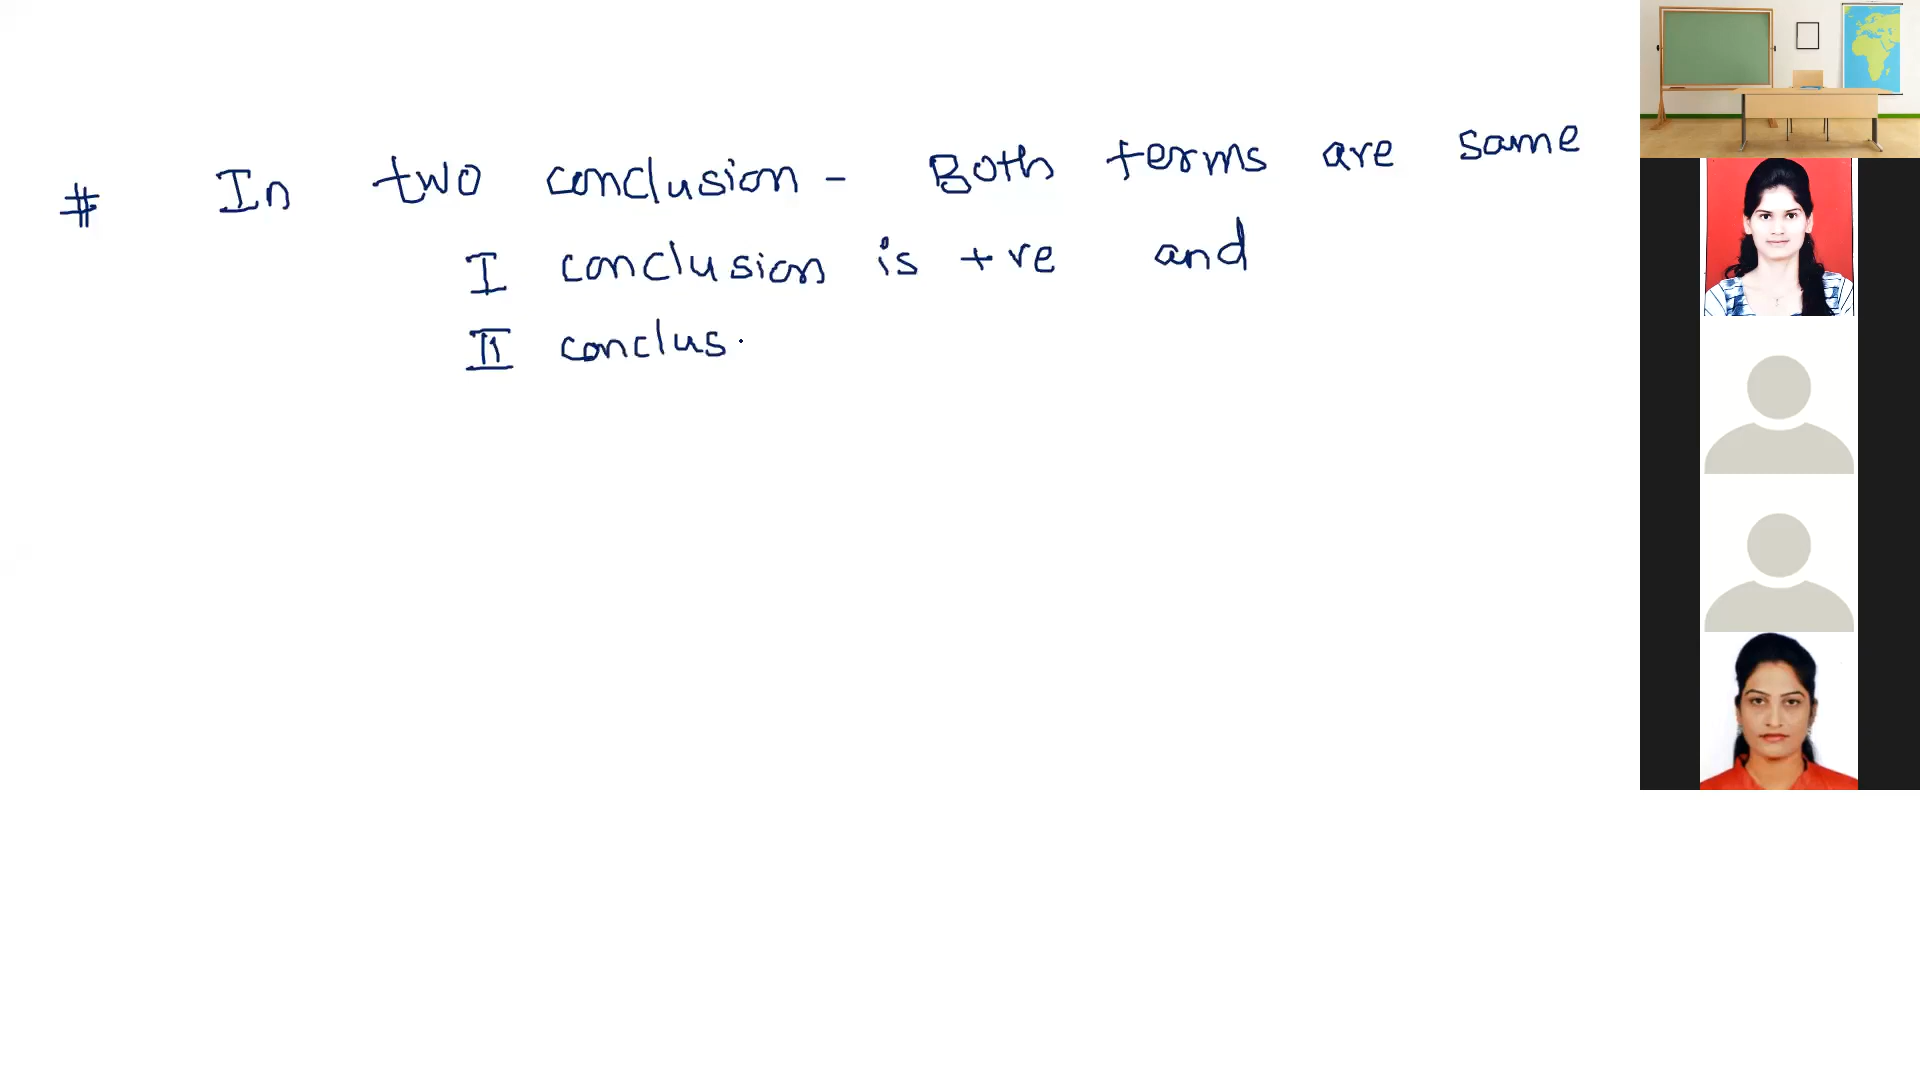 # In two conclusion - Both terms are same
I conclusion is +ve and
II conclus